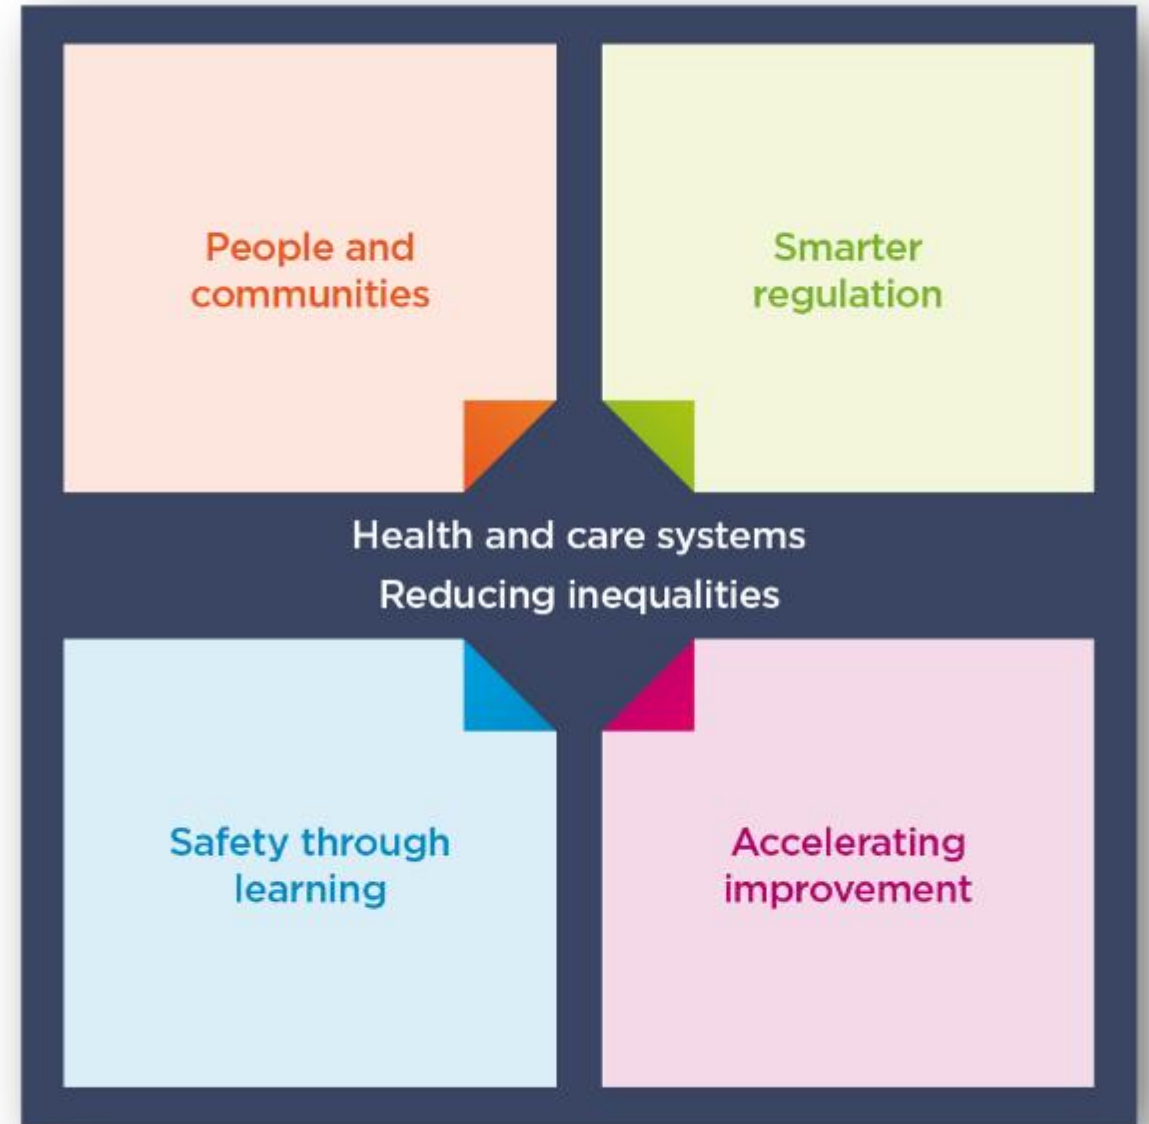 People and
communities
Smarter
regulation
Health and care systems
Reducing inequalities
Safety through
learning
Accelerating
improvement